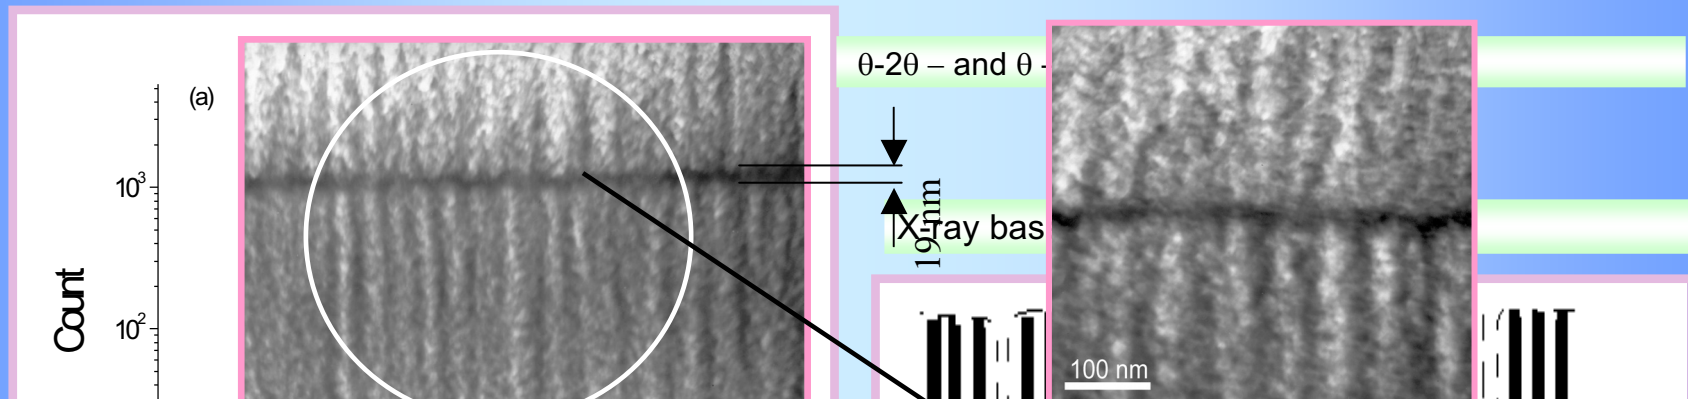 θ-2θ – and θ -
(a)
10³
19 nm
X-ray bas
Count
10²
100 nm